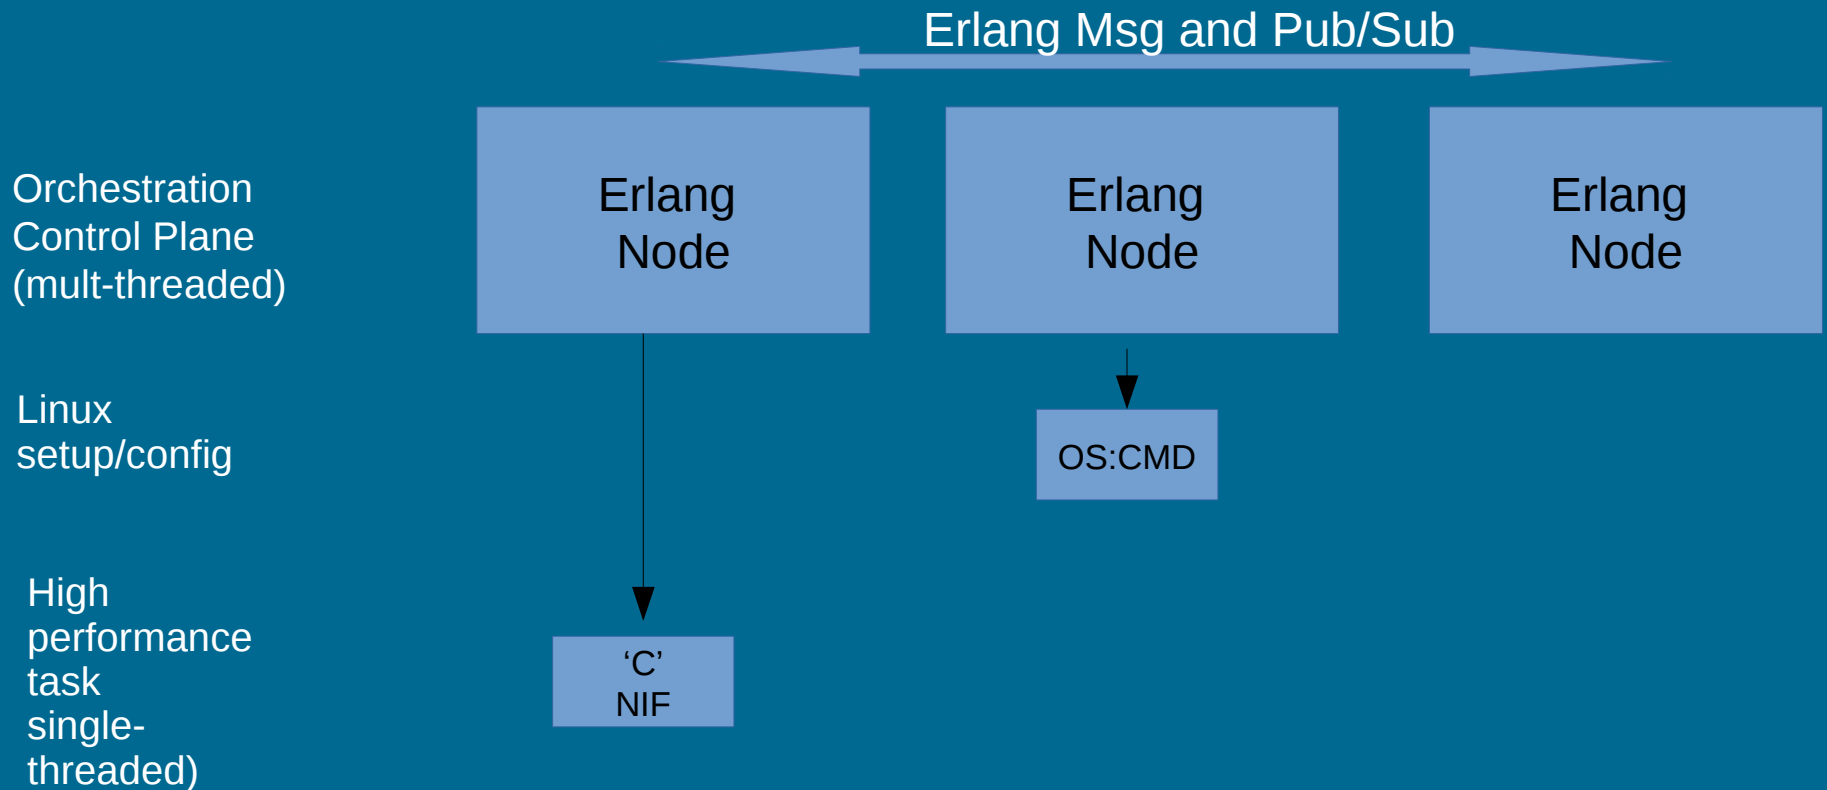 Erlang Msg and Pub/Sub
Orchestration
Control Plane
(mult-threaded)
Erlang
Node
Erlang
Node
Erlang
Node
Linux
setup/config
OS:CMD
High
performance
task
single-
threaded)
‘C’
NIF